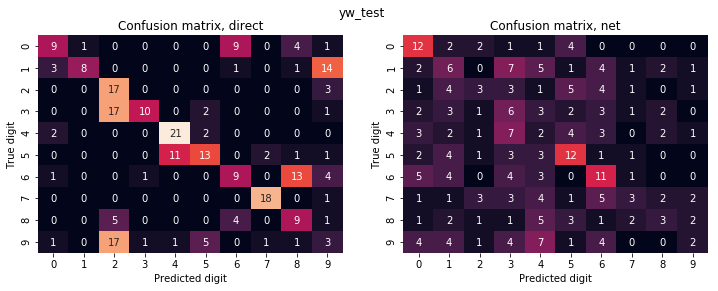 yw_test
Confusion matrix, direct
Confusion matrix, net
0 9 1 0 0 0 0 9 0 4 1
1 3 8 0 0 0 0 1 0 1 14
2 0 0 17 0 0 0 0 0 0 3
3 0 0 17 10 0 2 0 0 0 1
4 2 0 0 0 21 2 0 0 0 0
5 0 0 0 0 11 13 0 2 1 1
6 1 0 0 1 0 0 9 0 13 4
7 0 0 0 0 0 0 0 18 0 1
8 0 0 5 0 0 0 4 0 9 1
9 1 0 17 1 1 5 0 1 1 3
0 1 2 3 4 5 6 7 8 9
Predicted digit
True digit
0 12 2 2 1 1 4 0 0 0 0
1 2 6 0 7 5 1 4 1 2 1
2 1 4 3 3 1 5 4 1 0 1
3 2 3 1 6 3 2 3 1 2 0
4 3 2 1 7 2 4 3 0 2 1
5 2 4 1 3 3 12 1 1 0 0
6 5 4 0 4 3 0 11 1 0 0
7 1 1 3 3 4 1 5 3 2 2
8 1 2 1 1 5 3 1 2 3 2
9 4 4 1 4 7 1 4 0 0 2
0 1 2 3 4 5 6 7 8 9
Predicted digit
True digit